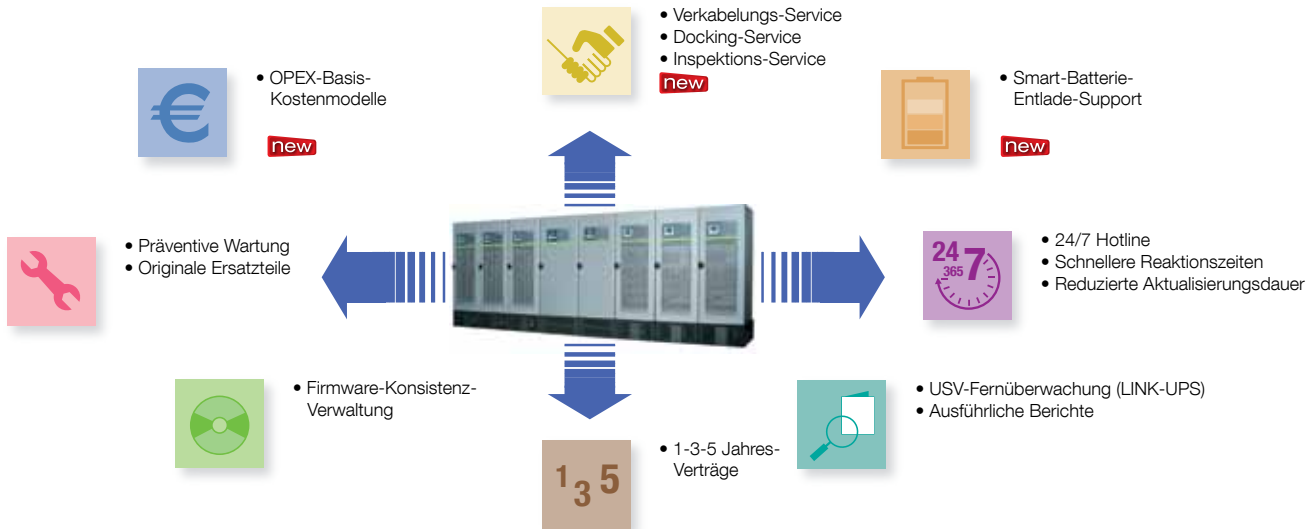 • Verkabelungs-Service
• Docking-Service
• Inspektions-Service
new
• OPEX-Basis-
Kostenmodelle
new
€
• Smart-Batterie-
Entlade-Support
new
• Präventive Wartung
• Originale Ersatzteile
24
365
7
• 24/7 Hotline
• Schnellere Reaktionszeiten
• Reduzierte Aktualisierungsdauer
• Firmware-Konsistenz-
Verwaltung
1 3 5
• 1-3-5 Jahres-
Verträge
• USV-Fernüberwachung (LINK-UPS)
• Ausführliche Berichte